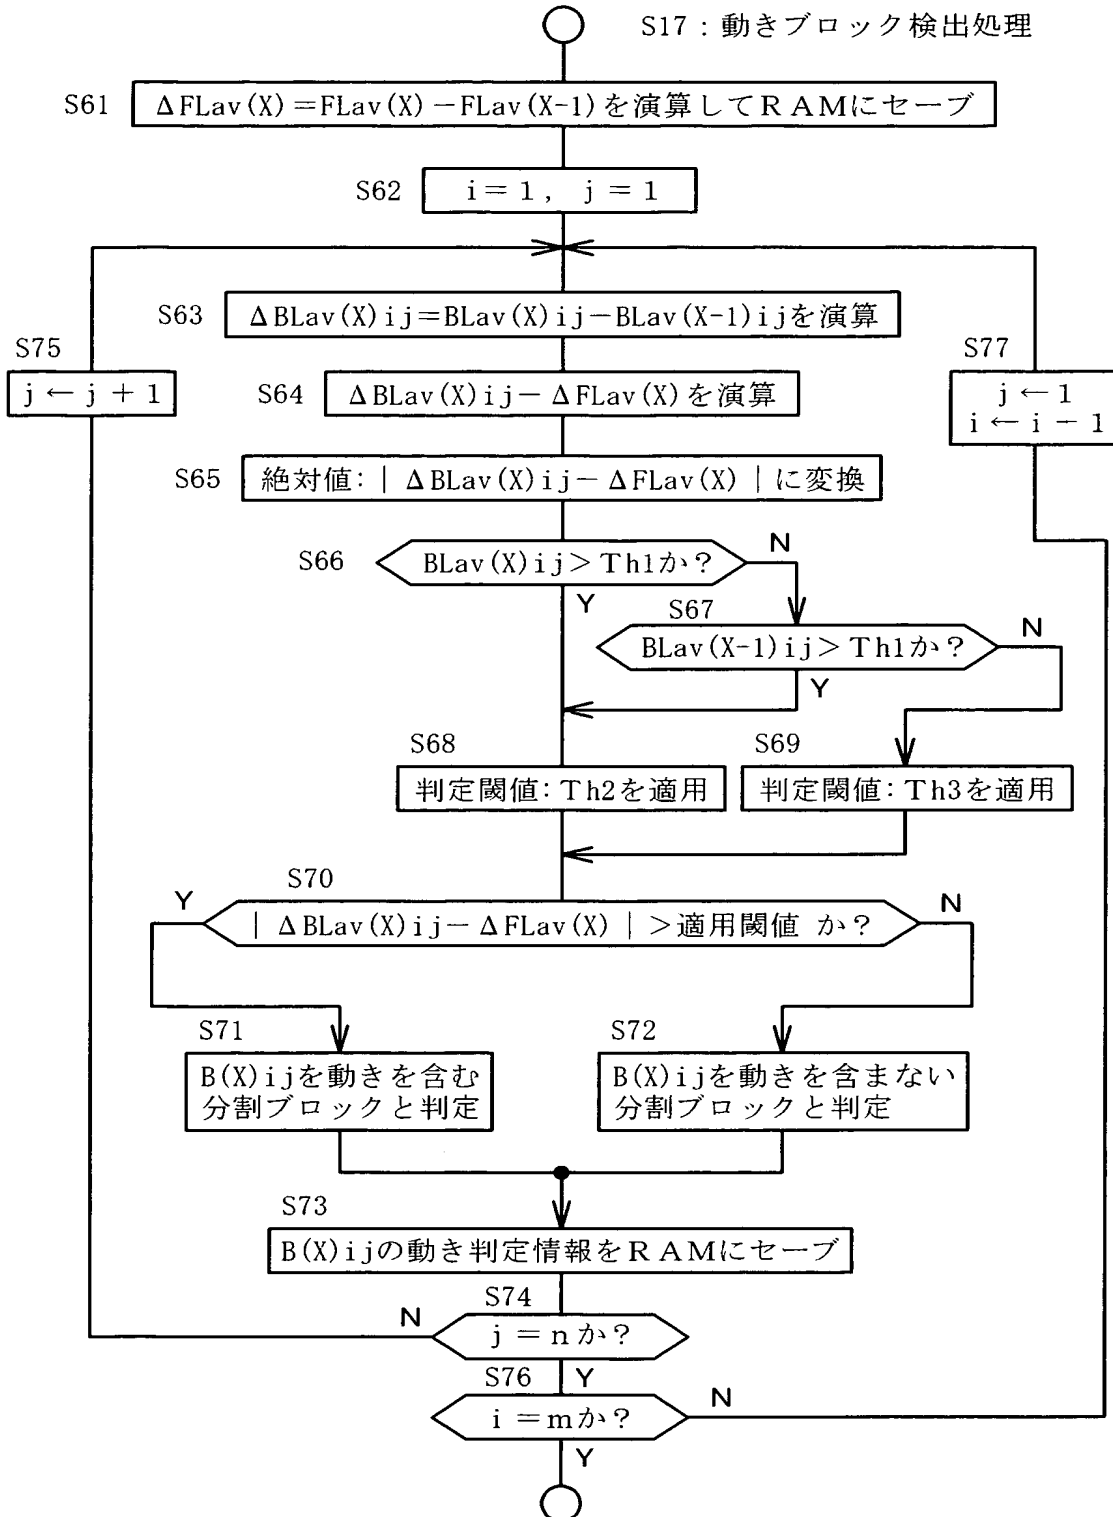 S17 : 動きブロック検出処理
S61
ΔFLav(X)=FLav(X)-FLav(X-1)を演算してRAMにセーブ
S62
i=1, j=1
S63
ΔBLav(X)ij=BLav(X)ij-BLav(X-1)ijを演算
S75
j←j+1
S77
j←1
i←i-1
S64
ΔBLav(X)ij-ΔFLav(X)を演算
S65
絶対値:|ΔBLav(X)ij-ΔFLav(X)|に変換
S66
BLav(X)ij>Th1か?
N
Y
S67
BLav(X-1)ij>Th1か?
N
Y
S68
判定閾値:Th2を適用
S69
判定閾値:Th3を適用
S70
Y
|ΔBLav(X)ij-ΔFLav(X)|>適用閾値 か?
N
S71
B(X)ijを動きを含む
分割ブロックと判定
S72
B(X)ijを動きを含まない
分割ブロックと判定
S73
B(X)ijの動き判定情報をRAMにセーブ
S74
N
j=nか?
Y
S76
i=mか?
N
Y